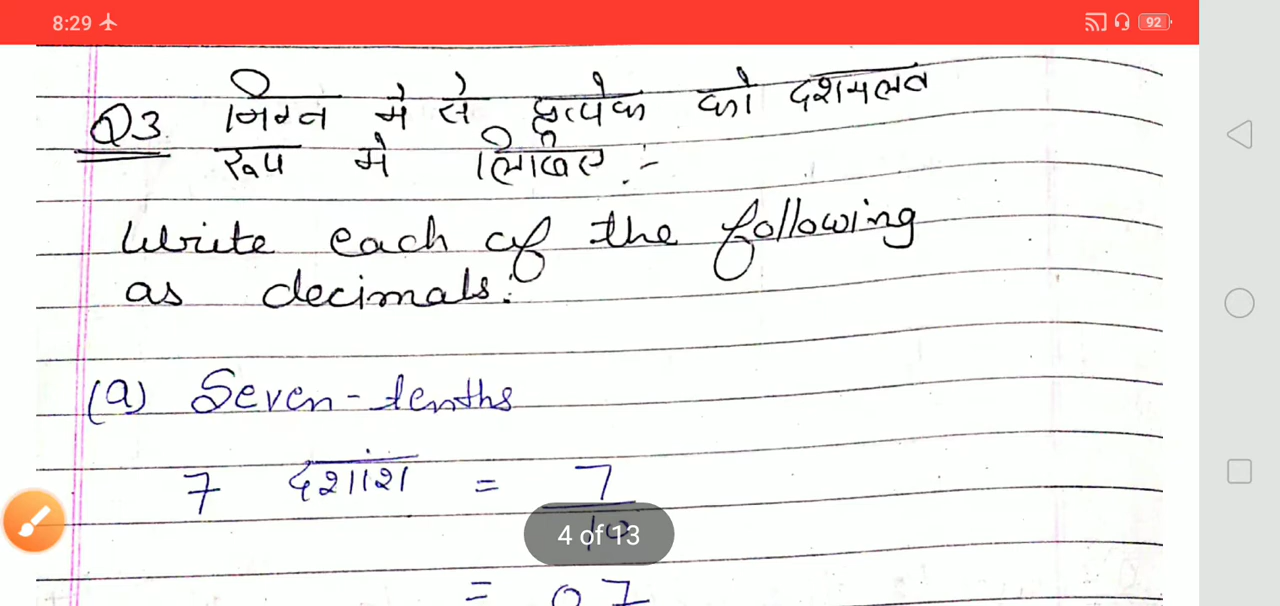 8:29
92
Q3 निम्न मे से प्रत्येक को दशमलव
रूप मे लिखिए :-
Write each of the following
as decimals:
(a) Seven-tenths
7 दशांश = 7
10
4 of 13
= 0.7